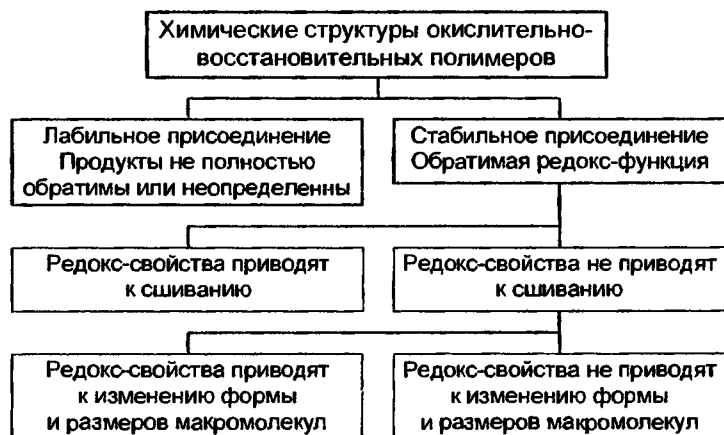 Химические структуры окислительно-
восстановительных полимеров
Лабильное присоединение
Продукты не полностью
обратимы или неопределенны
Стабильное присоединение
Обратимая редокс-функция
Редокс-свойства приводят
к сшиванию
Редокс-свойства не приводят
к сшиванию
Редокс-свойства приводят
к изменению формы
и размеров макромолекул
Редокс-свойства не приводят
к изменению формы
и размеров макромолекул